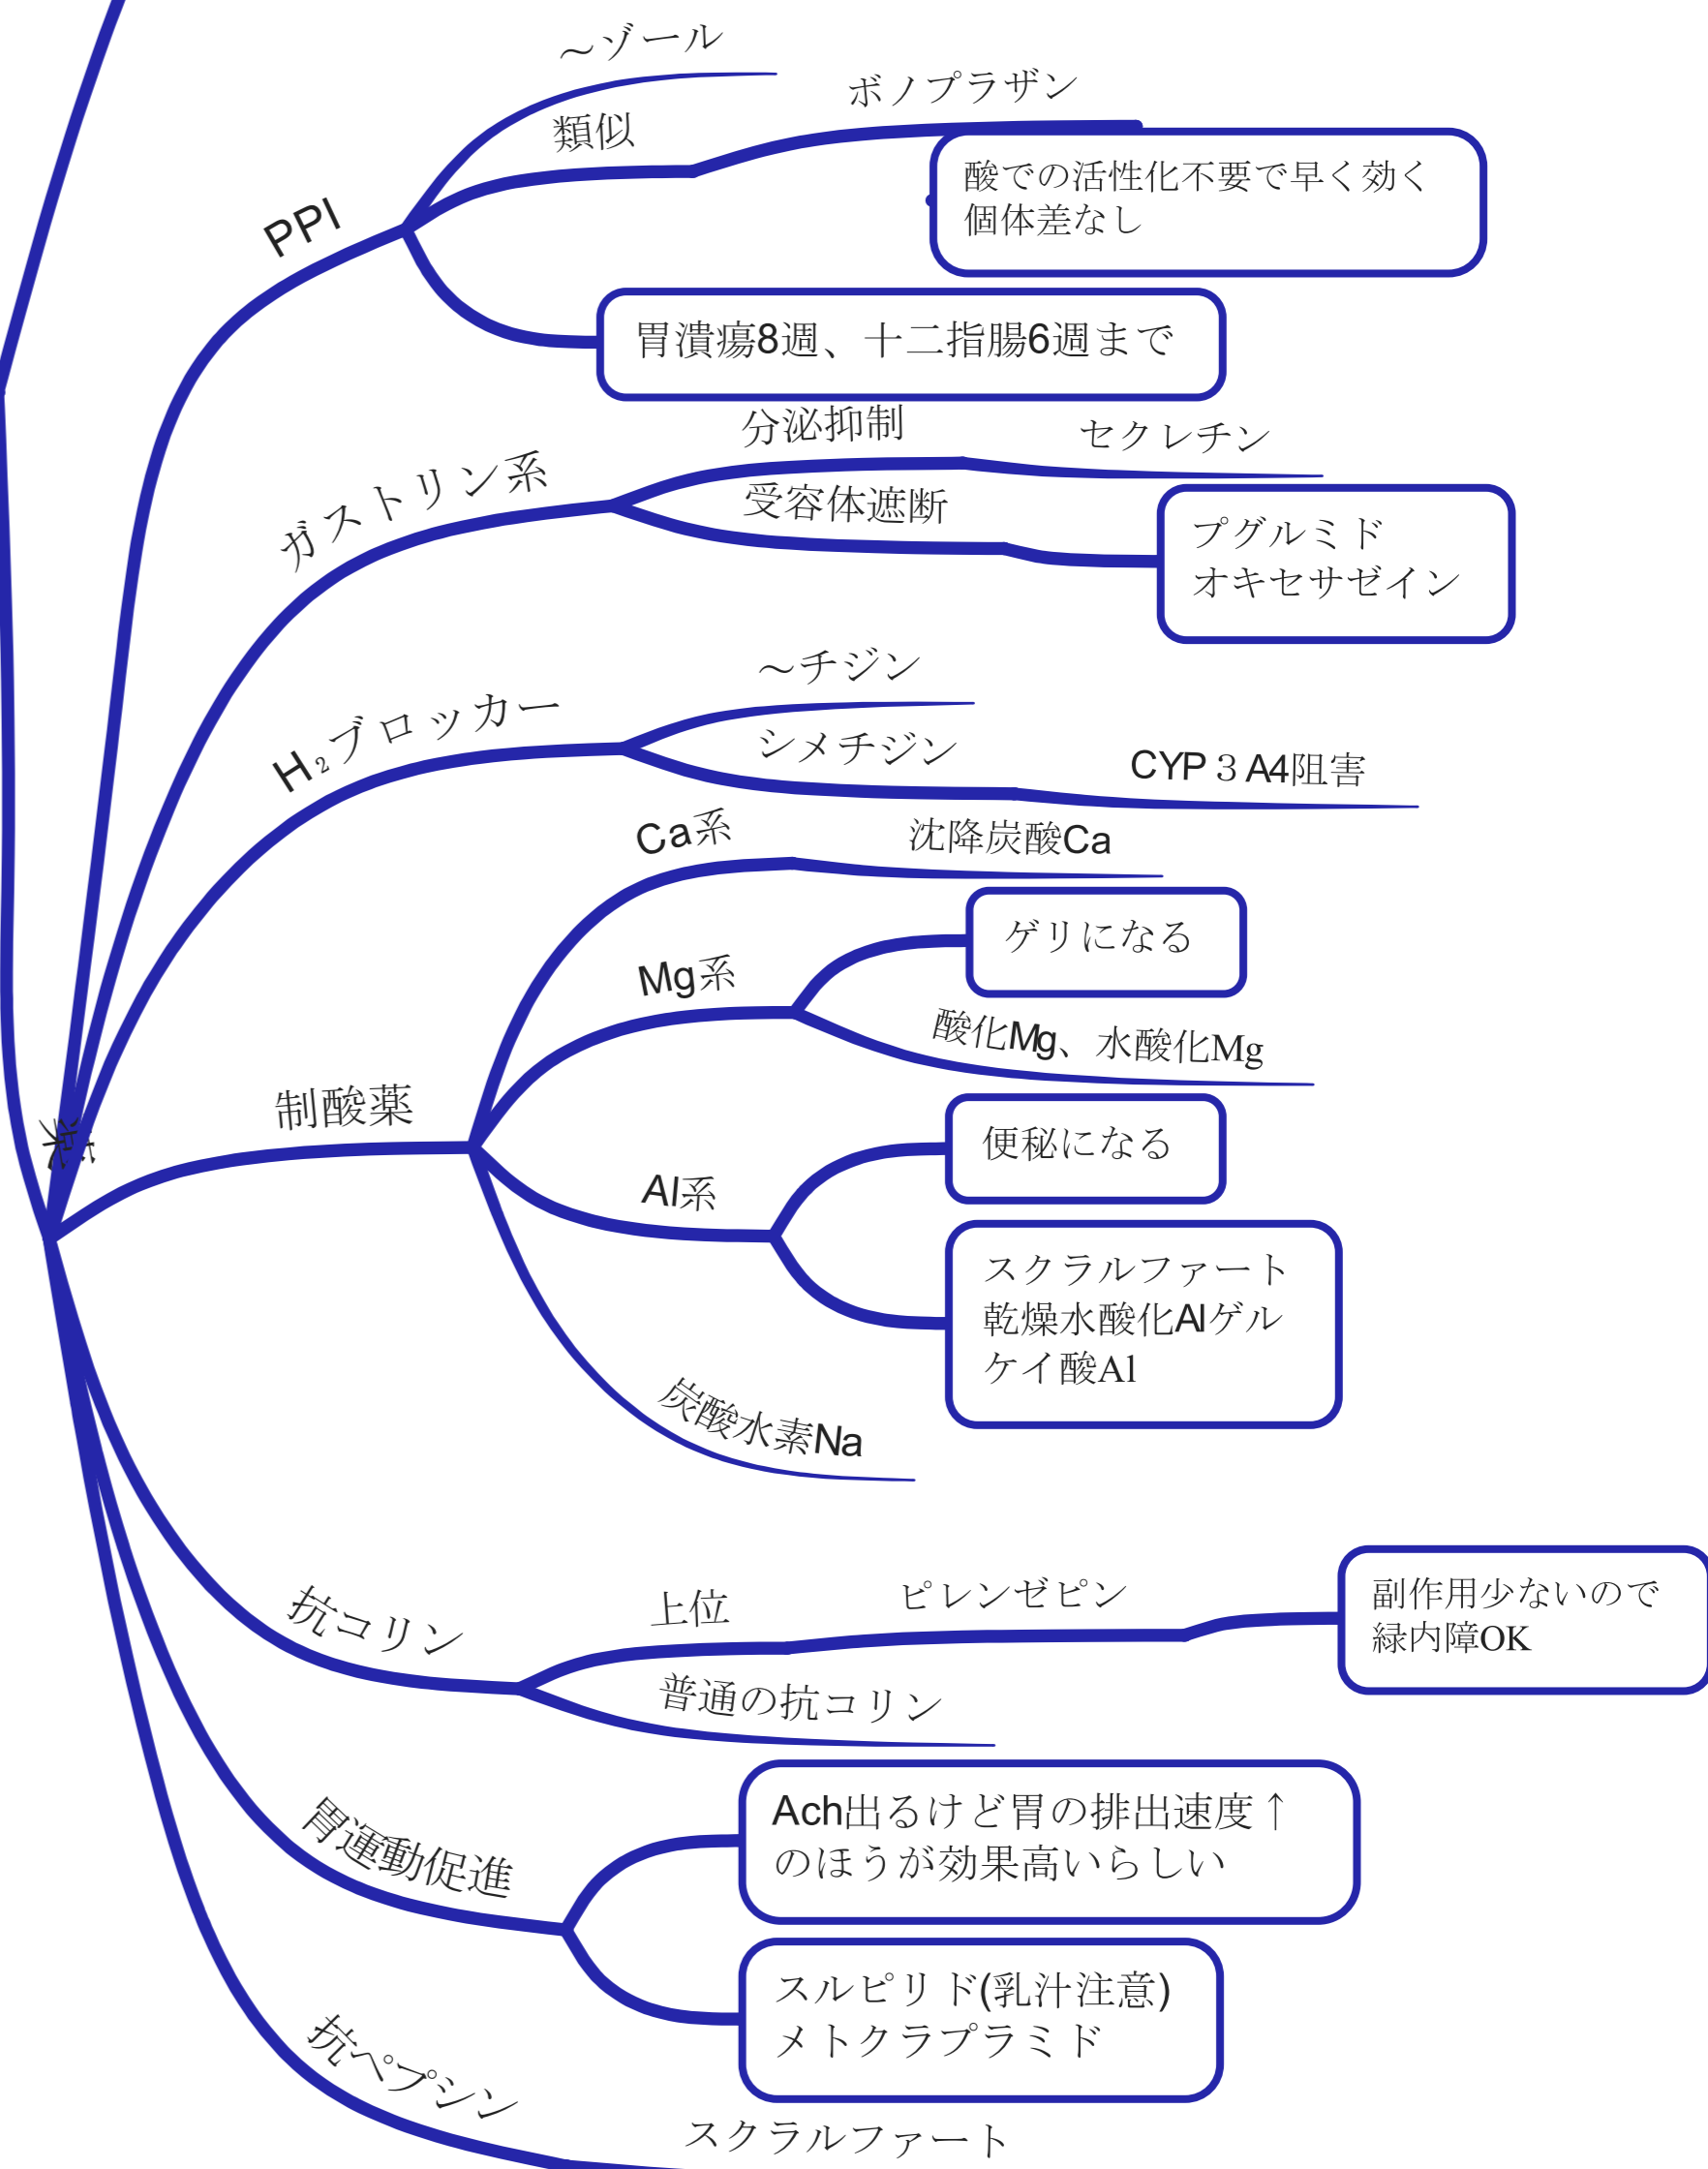 ～ゾール
類似
ボノプラザン
酸での活性化不要で早く効く
個体差なし
PPI
胃潰瘍8週、十二指腸6週まで
分泌抑制
セクレチン
ガストリン系
受容体遮断
プグルミド
オキセサゼイン
～チジン
H₂ブロッカー
シメチジン
CYP３A4阻害
Ca系
沈降炭酸Ca
ゲリになる
Mg系
酸化Mg、水酸化Mg
制酸薬
便秘になる
Al系
スクラルファート
乾燥水酸化Alゲル
ケイ酸Al
炭酸水素Na
抗コリン
上位
ピレンゼピン
副作用少ないので
緑内障OK
普通の抗コリン
Ach出るけど胃の排出速度↑
のほうが効果高いらしい
胃運動促進
スルピリド(乳汁注意)
メトクラプラミド
抗ペプシン
スクラルファート